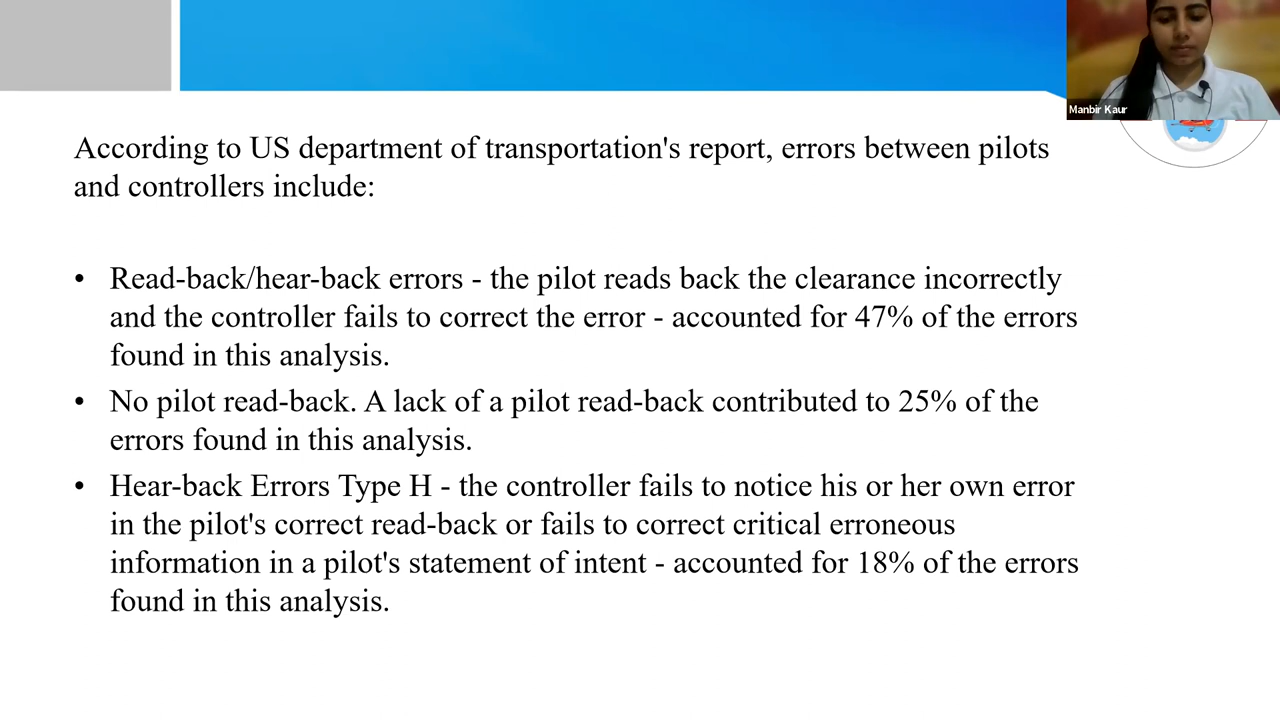 Manbir Kaur
According to US department of transportation's report, errors between pilots
and controllers include:
• Read-back/hear-back errors - the pilot reads back the clearance incorrectly
and the controller fails to correct the error - accounted for 47% of the errors
found in this analysis.
• No pilot read-back. A lack of a pilot read-back contributed to 25% of the
errors found in this analysis.
• Hear-back Errors Type H - the controller fails to notice his or her own error
in the pilot's correct read-back or fails to correct critical erroneous
information in a pilot's statement of intent - accounted for 18% of the errors
found in this analysis.